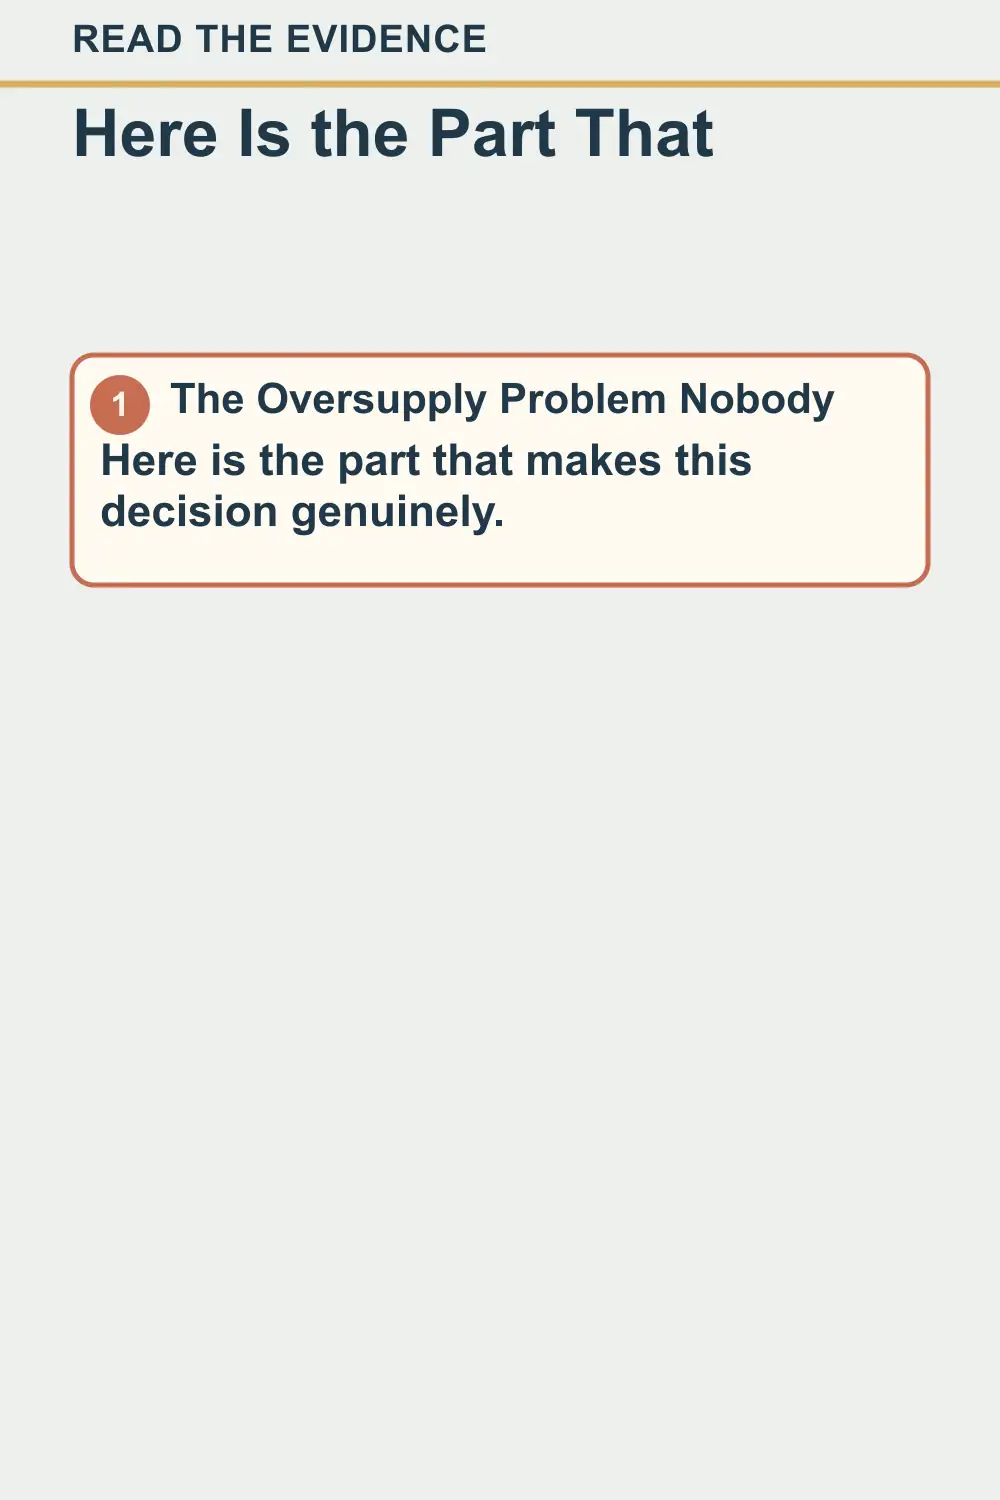 READ THE EVIDENCE
Here Is the Part That
1 The Oversupply Problem Nobody
Here is the part that makes this
decision genuinely.